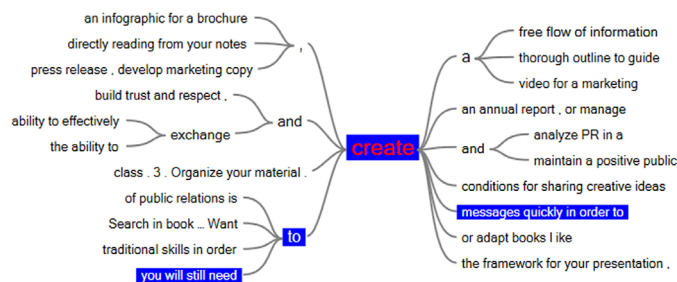 an infographic for a brochure
directly reading from your notes
press release , develop marketing copy
,
build trust and respect ,
ability to effectively
the ability to
exchange
and
class . 3 . Organize your material .
of public relations is
Search in book ... Want
traditional skills in order
you will still need
to
create
a
free flow of information
thorough outline to guide
video for a marketing
an annual report , or manage
and
analyze PR in a
maintain a positive public
conditions for sharing creative ideas
messages quickly in order to
or adapt books I like
the framework for your presentation ,